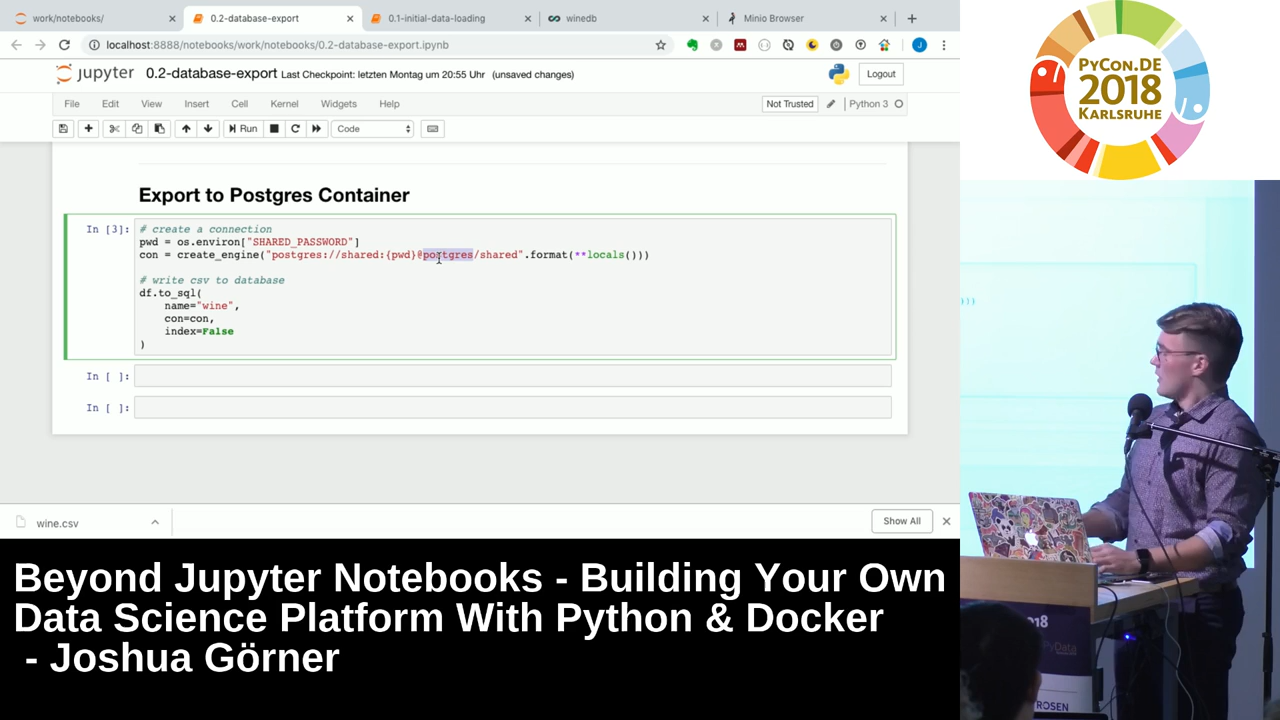 work/notebooks/
0.2-database-export
0.1-initial-data-loading
winedb
Minio Browser
localhost:8888/notebooks/work/notebooks/0.2-database-export.ipynb
J
jupyter 0.2-database-export Last Checkpoint: letzten Montag um 20:55 Uhr (unsaved changes)
Logout
File Edit View Insert Cell Kernel Widgets Help
Not Trusted
Python 3
Run
Code
Export to Postgres Container
In [3]:
# create a connection
pwd = os.environ["SHARED_PASSWORD"]
con = create_engine("postgres://shared:{pwd}@postgres/shared".format(**locals()))
# write csv to database
df.to_sql(
name="wine",
con=con,
index=False
)
In [ ]:
In [ ]:
wine.csv
Show All
PYCON.DE
2018
KARLSRUHE
)))
018
PyData
ROSEN
Beyond Jupyter Notebooks - Building Your Own
Data Science Platform With Python & Docker
- Joshua Görner